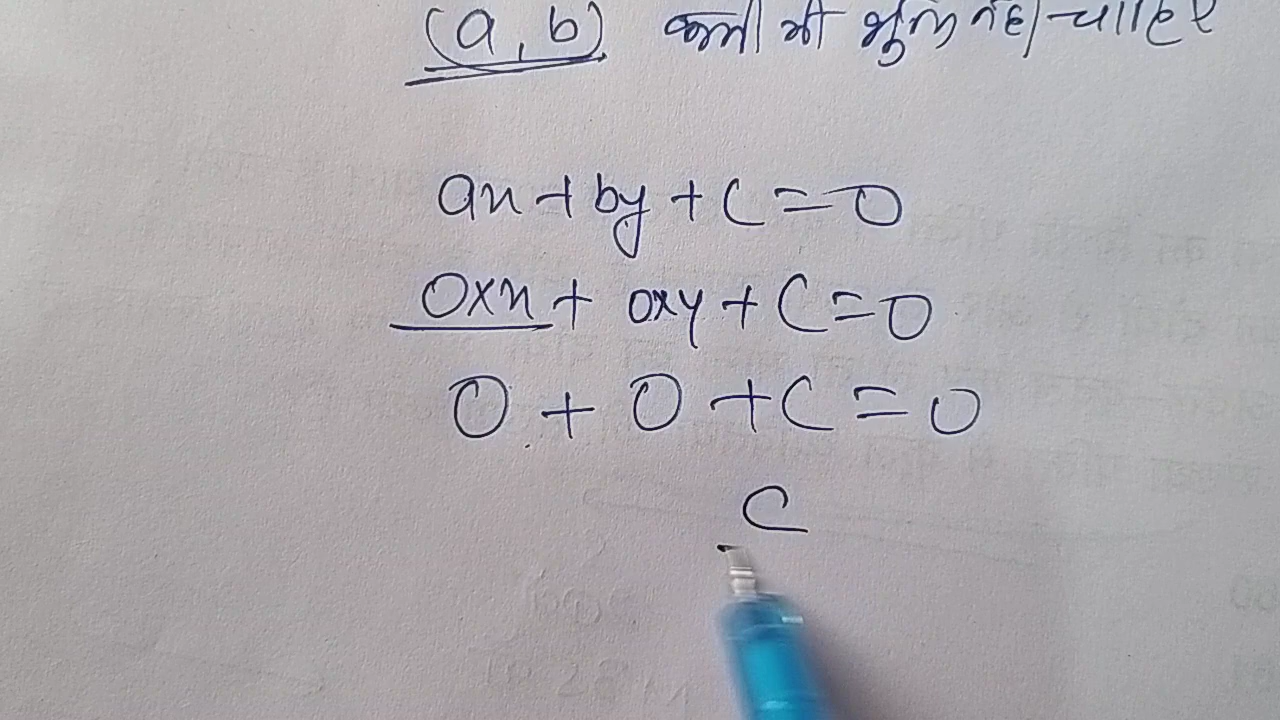 (a, b) कभी भी शून्य नहीं चाहिए
ax + by + c = 0
0xx + 0xy + c = 0
0 + 0 + c = 0
c